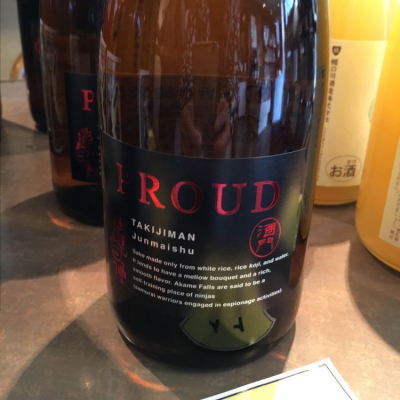 PROUD
TAKIJIMAN
Junmaishu
Sake made only from white rice, rice koji, and water.
It tends to have a mellow bouquet and a rich,
smooth flavor. Akame Falls are said to be a
training place of ninjas
(samurai warriors engaged in espionage activities).
酒門
P
お酒